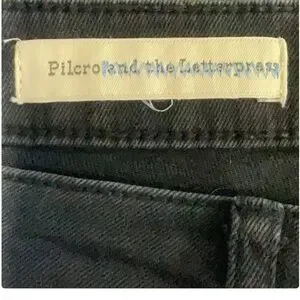 Pilcro and the Letterpress